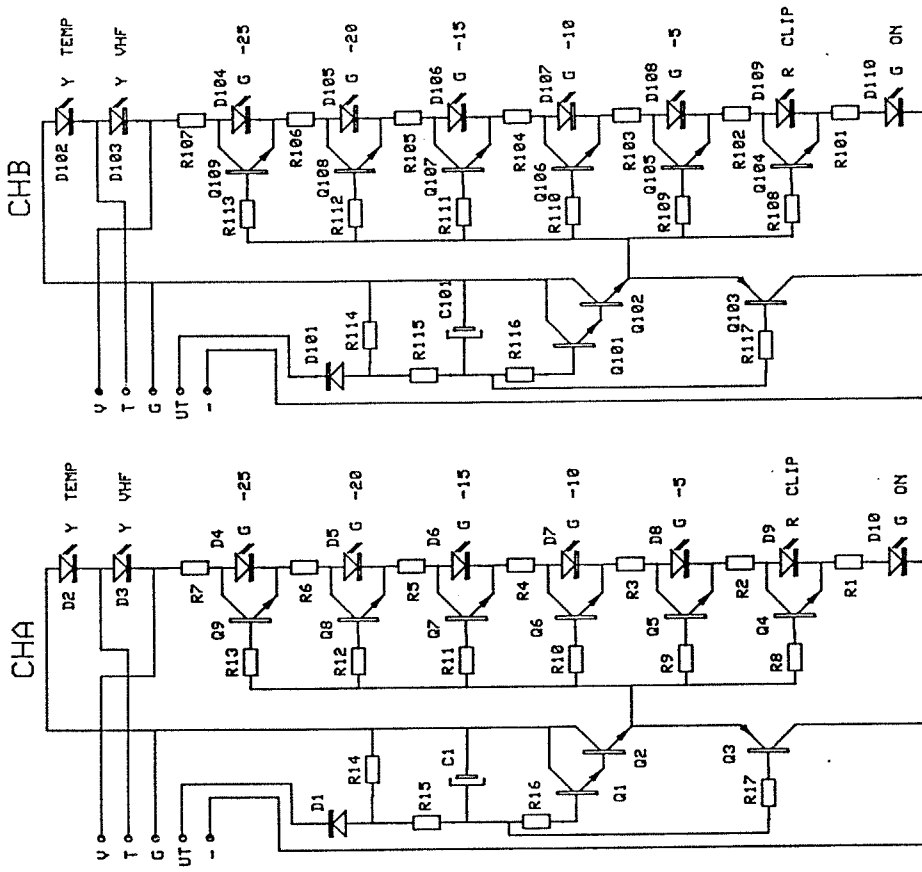 CHB
D102 Y TEMP
D103 Y VHF
R107
D104 G -25
Q109
R113
R106
D105 G -20
Q108
R112
R105
D106 G -15
Q107
R111
R104
D107 G -10
Q106
R110
R103
D108 G -5
Q105
R109
R102
D109 R CLIP
Q104
R108
R101
D110 G ON
V
T
G
UT
-
D101
R114
R115
C101
R116
Q101
Q102
Q103
R117
CHA
D2 Y TEMP
D3 Y VHF
R7
D4 G -25
Q9
R13
R6
D5 G -20
Q8
R12
R5
D6 G -15
Q7
R11
R4
D7 G -10
Q6
R10
R3
D8 G -5
Q5
R9
R2
D9 R CLIP
Q4
R8
R1
D10 G ON
V
T
G
UT
-
D1
R14
R15
C1
R16
Q1
Q2
Q3
R17